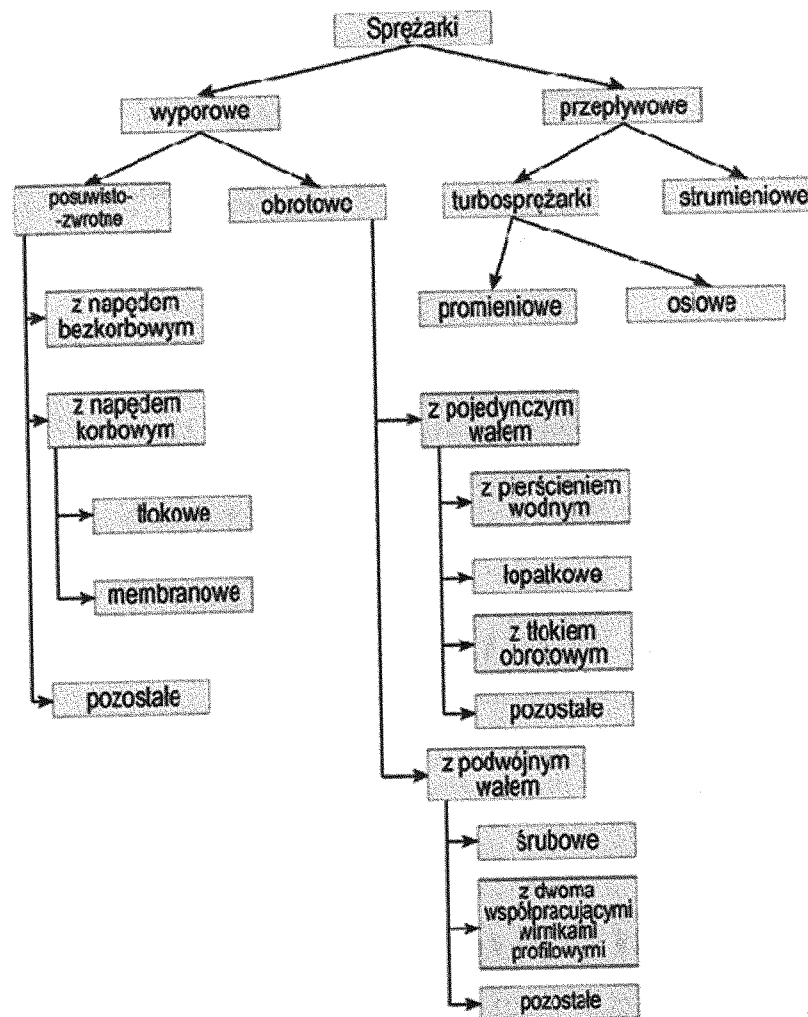 Sprężarki
wyporowe
przepływowe
posuwisto-
-zwrotne
obrotowe
turbosprężarki
strumieniowe
z napędem
bezkorbowym
promieniowe
osiowe
z napędem
korbowym
z pojedynczym
wałem
z pierścieniem
wodnym
tłokowe
łopatkowe
membranowe
z tłokiem
obrotowym
pozostałe
pozostałe
z podwójnym
wałem
śrubowe
z dwoma
współpracującymi
wirnikami
profilowymi
pozostałe